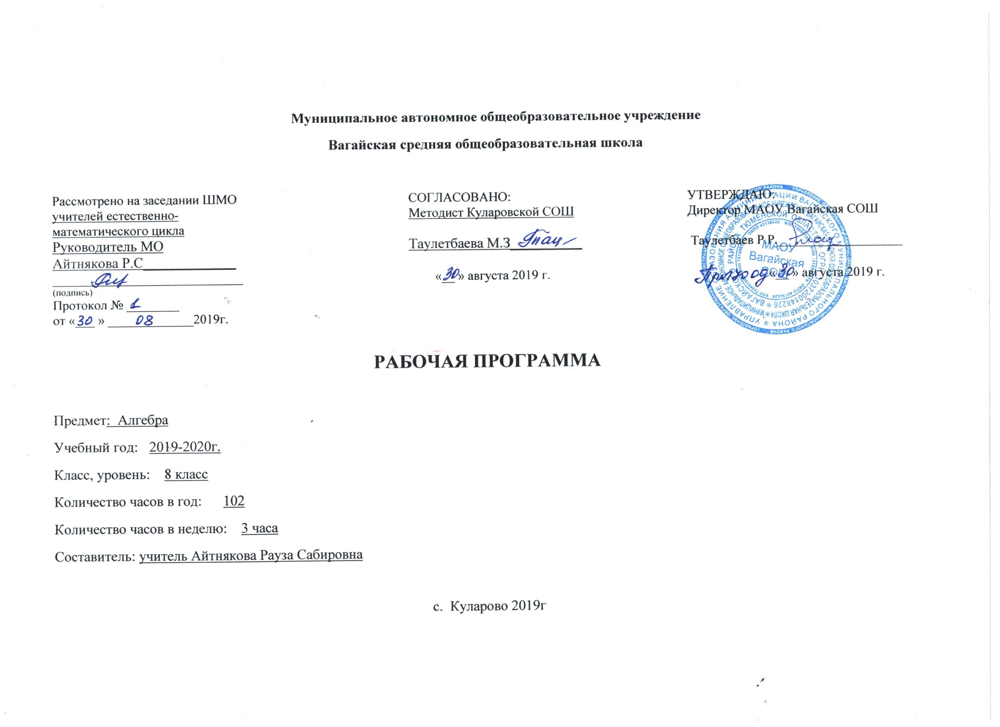 Муниципальное автономное общеобразовательное учреждение
Вагайская средняя общеобразовательная школа
Рассмотрено на заседании ШМО
учителей естественно-
математического цикла
Руководитель МО
Айтнякова Р.С
(подпись)
Протокол № 1
от «30 » 08 2019г.
СОГЛАСОВАНО:
Методист Куларовской СОШ
Таулетбаева М.З
«30» августа 2019 г.
УТВЕРЖДАЮ:
Директор МАОУ Вагайская СОШ
Таулетбаев Р.Р.
«30» августа 2019 г.
МАОУ
Вагайская
СОШ
РАБОЧАЯ ПРОГРАММА
Предмет: Алгебра
Учебный год: 2019-2020г.
Класс, уровень: 8 класс
Количество часов в год: 102
Количество часов в неделю: 3 часа
Составитель: учитель Айтнякова Рауза Сабировна
с. Куларово 2019г